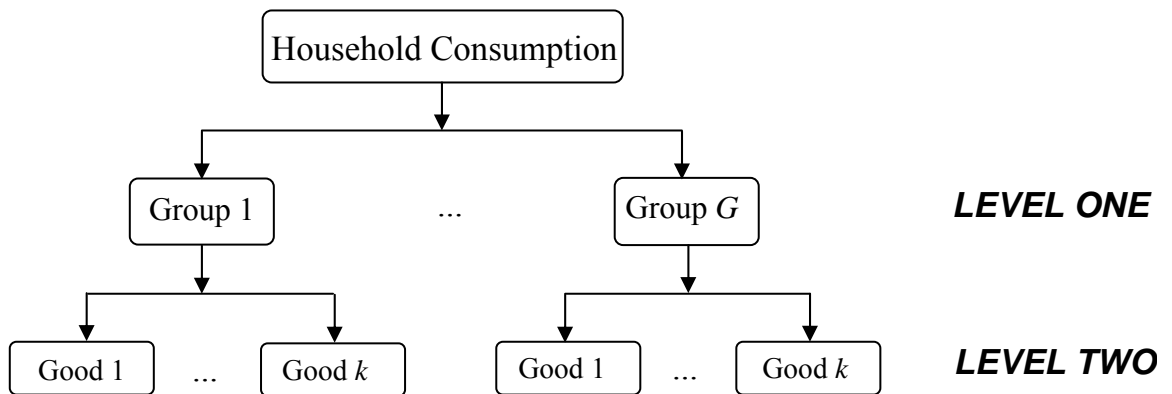 Household Consumption
Group 1 ... Group G LEVEL ONE
Good 1 ... Good k Good 1 ... Good k LEVEL TWO